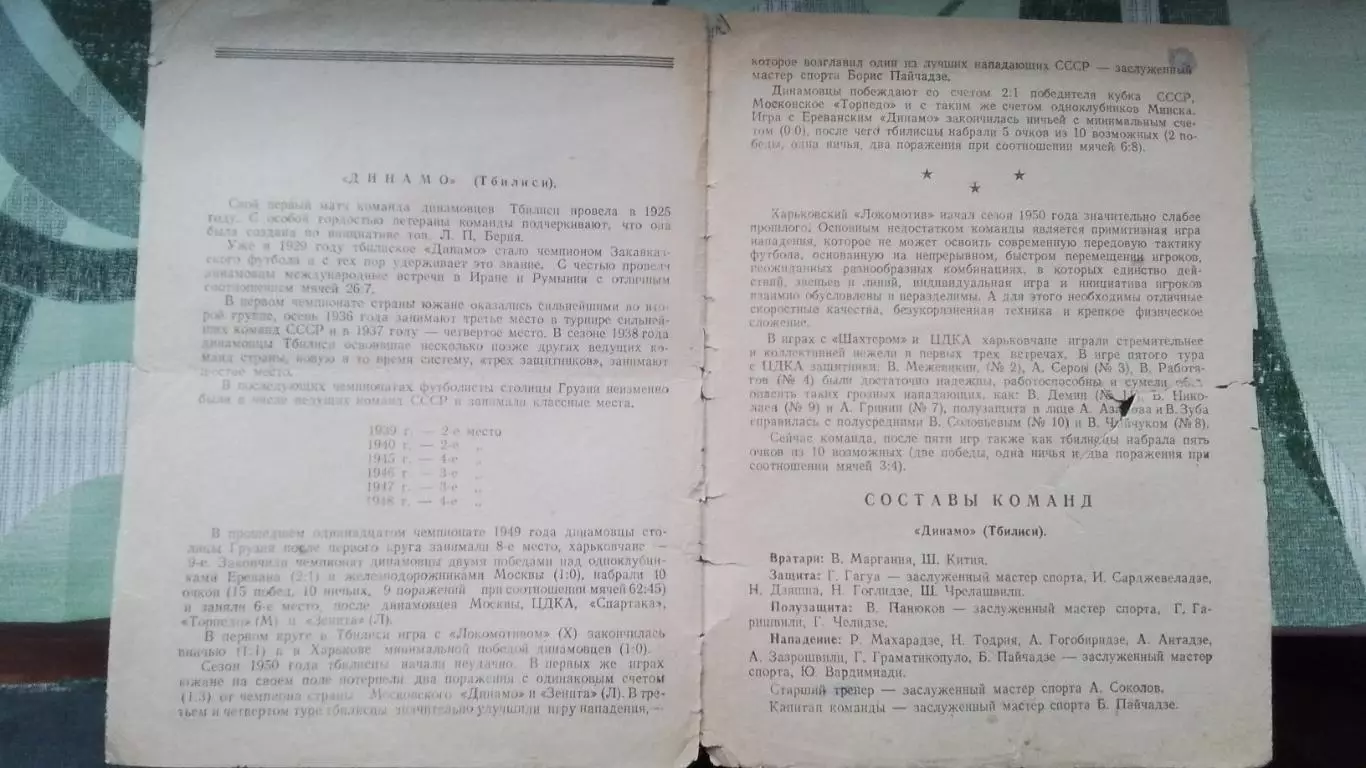 «ДИНАМО» (Тбилиси).
Свой первый матч команда динамовцев Тбилиси провела в 1925
году. С особой гордостью ветераны команды подчеркивают, что она
была создана по инициативе тов. Л. П. Берия.
Уже в 1929 году тбилиское «Динамо» стало чемпионом Закавказ-
ского футбола и с тех пор удерживает это звание. С честью провели
динамовцы международные встречи в Иране и Румынии с отличным
соотношением мячей 26:7.
В первом чемпионате страны южане оказались сильнейшими во вто-
рой группе, осень 1936 года занимают третье место в турнире сильней-
ших команд СССР и в 1937 году — четвертое место. В сезоне 1938 года
динамовцы Тбилиси освоившие несколько позже других ведущих ко-
манд страны, новую в то время систему, «трех защитников», занимают
место.
В последующих чемпионатах футболисты столицы Грузии неизменно
были в числе ведущих команд СССР и занимали классные места.
1939 г. — 2-е место
1940 г. — 2-е „
1945 г. — 4-е „
1946 г. — 3-е „
1947 г. — 3-е „
1948 г. — 4-е „
В прошедшем одиннадцатом чемпионате 1949 года динамовцы сто-
лицы Грузии после первого круга занимали 8-е место, харьковчане —
9-е. Закончили чемпионат динамовцы двумя победами над одноклубни-
ками Еревана (2:1) и железнодорожниками Москвы (1:0), набрали 40
очков (15 побед, 10 ничьих, 9 поражений при соотношении мячей 62:45)
и заняли 6-е место, после динамовцев Москвы, ЦДКА, «Спартака»,
«Торпедо» (М) и «Зенита» (Л).
В первом круге в Тбилиси игра с «Локомотивом» (Х) закончилась
вничью (1:1) а в Харькове минимальной победой динамовцев (1:0).
Сезон 1950 года тбилисцы начали неудачно. В первых же играх
южане на своем поле потерпели два поражения с одинаковым счетом
(1:3) от чемпиона страны Московского «Динамо» и «Зенита» (Л). В тре-
тьем и четвертом туре тбилисцы значительно улучшили игру нападения, —
которое возглавил один из лучших нападающих СССР — заслуженный
мастер спорта Борис Пайчадзе.
Динамовцы побеждают со счетом 2:1 победителя кубка СССР,
Московское «Торпедо» и с таким же счетом одноклубников Минска.
Игра с Ереванским «Динамо» закончилась ничьей с минимальным сче-
том (0:0), после чего тбилисцы набрали 5 очков из 10 возможных (2 по-
беды, одна ничья, два поражения при соотношении мячей 6:8).
Харьковский «Локомотив» начал сезон 1950 года значительно слабее
прошлого. Основным недостатком команды является примитивная игра
нападения, которое не может освоить современную передовую тактику
футбола, основанную на непрерывном, быстром перемещении игроков,
неожиданных разнообразных комбинациях, в которых единство дей-
ствий, звеньев и линий, индивидуальная игра и инициатива игроков
взаимно обусловлены и неразделимы. А для этого необходимы отличные
скоростные качества, безукоризненная техника и крепкое физическое
сложение.
В играх с «Шахтером» и ЦДКА харьковчане играли стремительнее
и коллективней нежели в первых трех встречах. В игре пятого тура
с ЦДКА защитники: В. Межевикин, (№ 2), А. Серон (№ 3), В. Работя-
гов (№ 4) были достаточно надежны, работоспособны и сумели
опасить таких грозных нападающих, как: В. Демин (№ В. Нико-
лаев (№ 9) и А. Гринин (№ 7), полузащита в лице А. и В. Зуба
справилась с полусредними В. Соловьевым (№ 10) и В. (№ 8).
Сейчас команда, после пяти игр также как тбилисцы набрала пять
очков из 10 возможных (две победы, одна ничья и два поражения при
соотношении мячей 3:4).
СОСТАВЫ КОМАНД
«Динамо» (Тбилиси).
Вратари: В. Маргания, Ш. Кития.
Защита: Г. Гагуа — заслуженный мастер спорта, И. Сарджевеладзе,
Н. Дзяпша, Н. Гоглидзе, Ш. Чрелашвили.
Полузащита: В. Панюков — заслуженный мастер спорта, Г. Га-
ришвили, Г. Челидзе.
Нападение: Р. Махарадзе, Н. Тодрия, А. Гогобиридзе, А. Антадзе,
А. Зазрошвили, Г. Граматикопуло, Б. Пайчадзе — заслуженный мастер
спорта, Ю. Вардимиади.
Старший тренер — заслуженный мастер спорта А. Соколов.
Капитан команды — заслуженный мастер спорта Б. Пайчадзе.